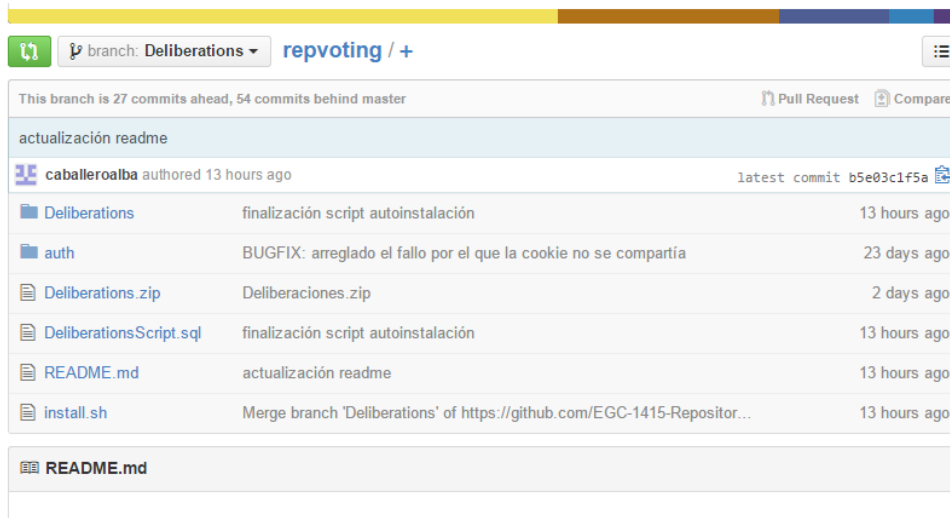 branch: Deliberations repvoting / +
This branch is 27 commits ahead, 54 commits behind master Pull Request Compare
actualización readme
caballeroalba authored 13 hours ago latest commit b5e03c1f5a
Deliberations finalización script autoinstalación 13 hours ago
auth BUGFIX: arreglado el fallo por el que la cookie no se compartía 23 days ago
Deliberations.zip Deliberaciones.zip 2 days ago
DeliberationsScript.sql finalización script autoinstalación 13 hours ago
README.md actualización readme 13 hours ago
install.sh Merge branch 'Deliberations' of https://github.com/EGC-1415-Repositor... 13 hours ago
README.md